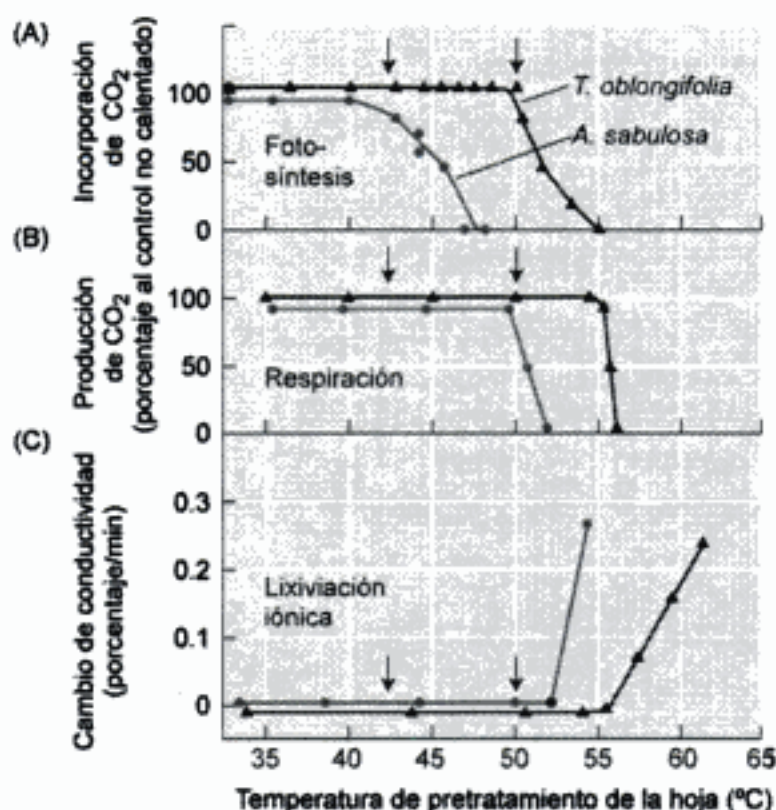 (A)
Incorporación
de CO2
100
50
0
Foto-
síntesis
T. oblongifolia
A. sabulosa
(B)
Producción
de CO2
(porcentaje al control no calentado)
100
50
0
Respiración
(C)
Cambio de conductividad
(porcentaje/min)
0.3
0.2
0.1
0
Lixiviación
iónica
35 40 45 50 55 60 65
Temperatura de pretratamiento de la hoja (ºC)